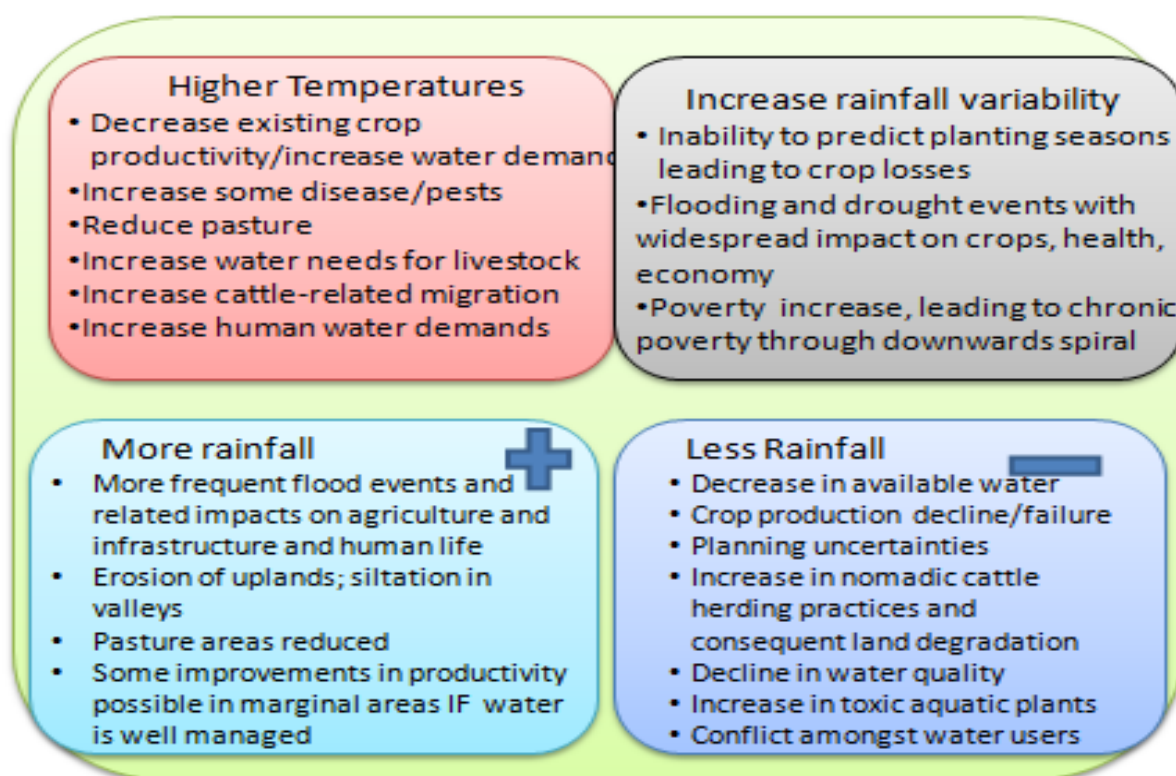 Higher Temperatures
• Decrease existing crop
productivity/increase water demand
•Increase some disease/pests
•Reduce pasture
•Increase water needs for livestock
•Increase cattle-related migration
•Increase human water demands
Increase rainfall variability
• Inability to predict planting seasons
leading to crop losses
•Flooding and drought events with
widespread impact on crops, health,
economy
•Poverty increase, leading to chronic
poverty through downwards spiral
More rainfall
• More frequent flood events and
related impacts on agriculture and
infrastructure and human life
• Erosion of uplands; siltation in
valleys
• Pasture areas reduced
• Some improvements in productivity
possible in marginal areas IF water
is well managed
Less Rainfall
• Decrease in available water
• Crop production decline/failure
• Planning uncertainties
• Increase in nomadic cattle
herding practices and
consequent land degradation
• Decline in water quality
• Increase in toxic aquatic plants
• Conflict amongst water users